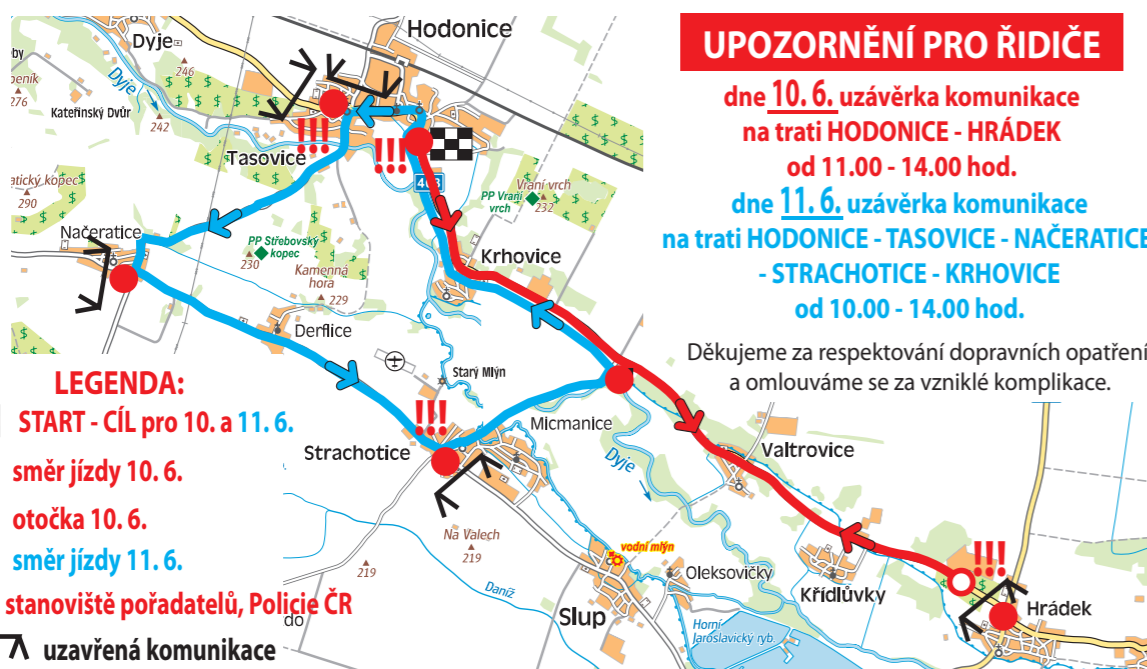 UPOZORNĚNÍ PRO ŘIDIČE
dne 10. 6. uzávěrka komunikace
na trati HODONICE - HRÁDEK
od 11.00 - 14.00 hod.
dne 11. 6. uzávěrka komunikace
na trati HODONICE - TASOVICE - NAČERATICE
- STRACHOTICE - KRHOVICE
od 10.00 - 14.00 hod.
Děkujeme za respektování dopravních opatření
a omlouváme se za vzniklé komplikace.
Hodonice
Dyje
246
Dyje
276
Kateřinský Dvůr
242
!!!
!!!
Tasovice
408
atický kopec
290
PP Vraní
vrch
Vraní vrch
232
Načeratice
PP Střebovský
kopec
230
Krhovice
Kamenná
hora
229
Derflice
Starý Mlýn
!!!
Micmanice
Strachotice
Dyje
Valtrovice
Na Valech
219
219
vodní mlýn
Daníž
Oleksovičky
Křídlůvky
!!!
Hrádek
Slup
Horní
Jaroslavický ryb.
do
LEGENDA:
START - CÍL pro 10. a 11. 6.
směr jízdy 10. 6.
otočka 10. 6.
směr jízdy 11. 6.
stanoviště pořadatelů, Policie ČR
uzavřená komunikace